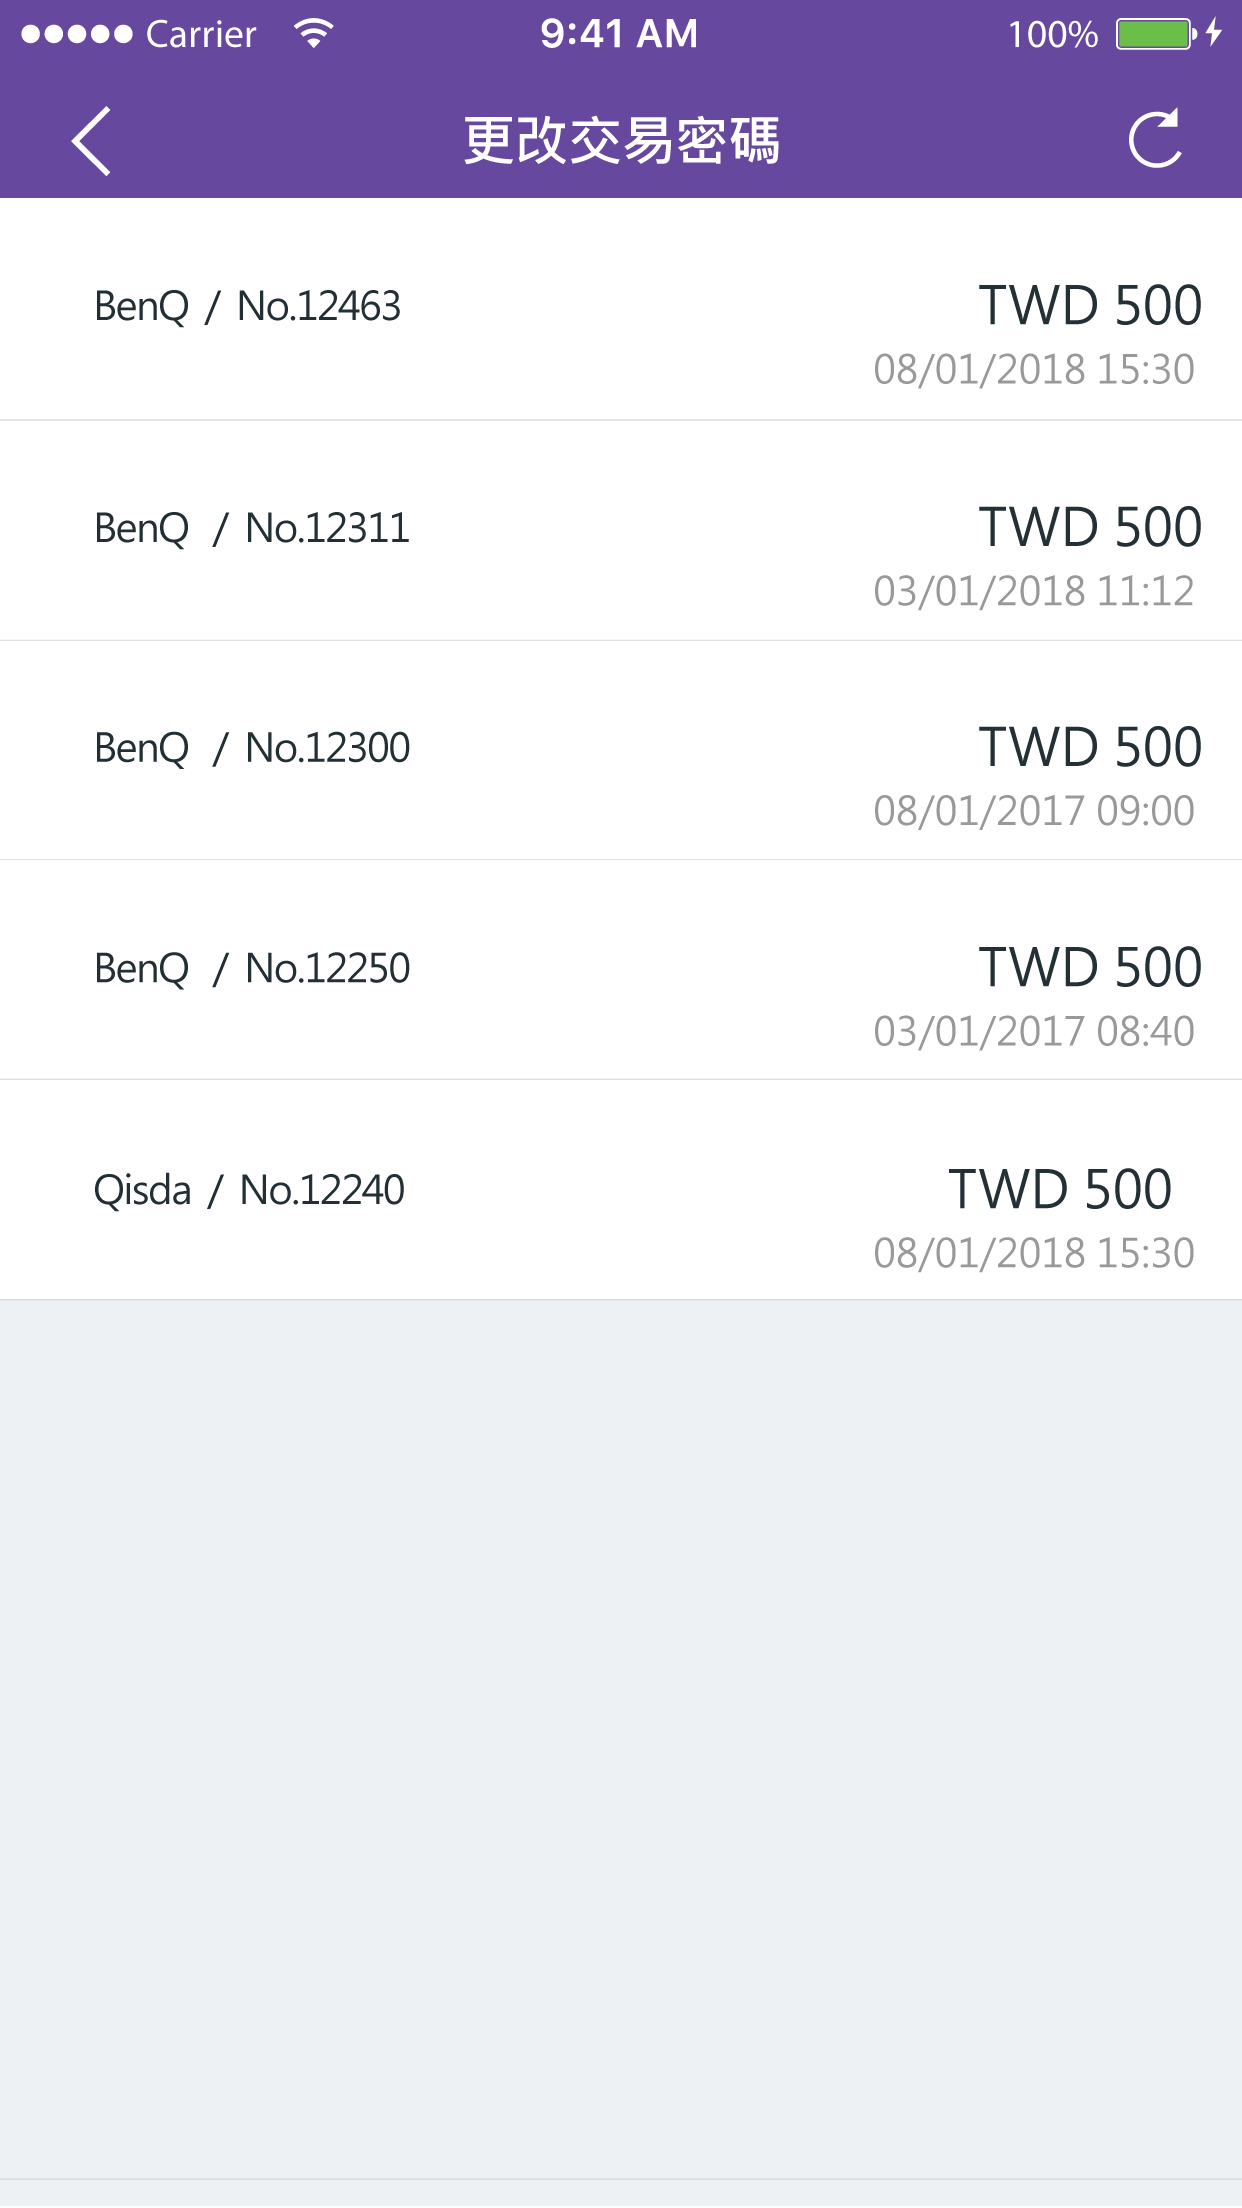 Carrier 9:41 AM 100%
更改交易密碼
BenQ / No.12463 TWD 500
08/01/2018 15:30
BenQ / No.12311 TWD 500
03/01/2018 11:12
BenQ / No.12300 TWD 500
08/01/2017 09:00
BenQ / No.12250 TWD 500
03/01/2017 08:40
Qisda / No.12240 TWD 500
08/01/2018 15:30